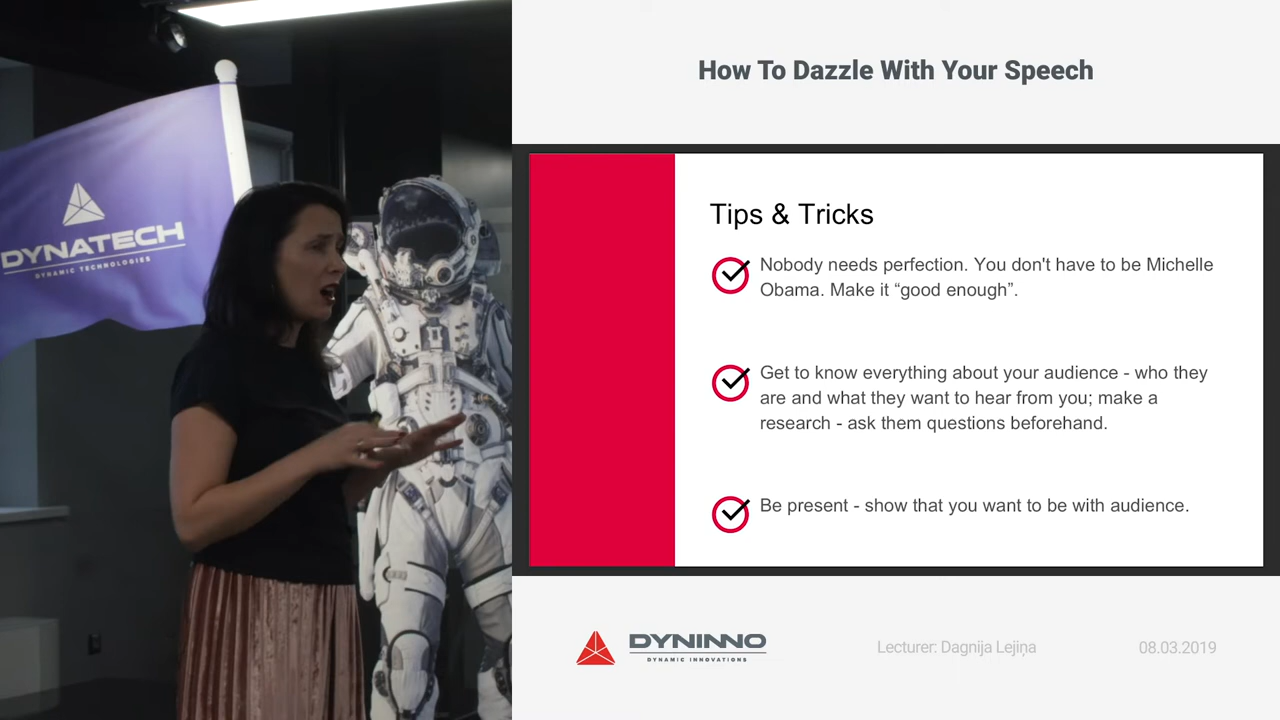 How To Dazzle With Your Speech
DYNATECH
DYNAMIC TECHNOLOGIES
Tips & Tricks
Nobody needs perfection. You don't have to be Michelle
Obama. Make it “good enough”.
Get to know everything about your audience - who they
are and what they want to hear from you; make a
research - ask them questions beforehand.
Be present - show that you want to be with audience.
DYNINNO
DYNAMIC INNOVATIONS
Lecturer: Dagnija Lejiņa
08.03.2019